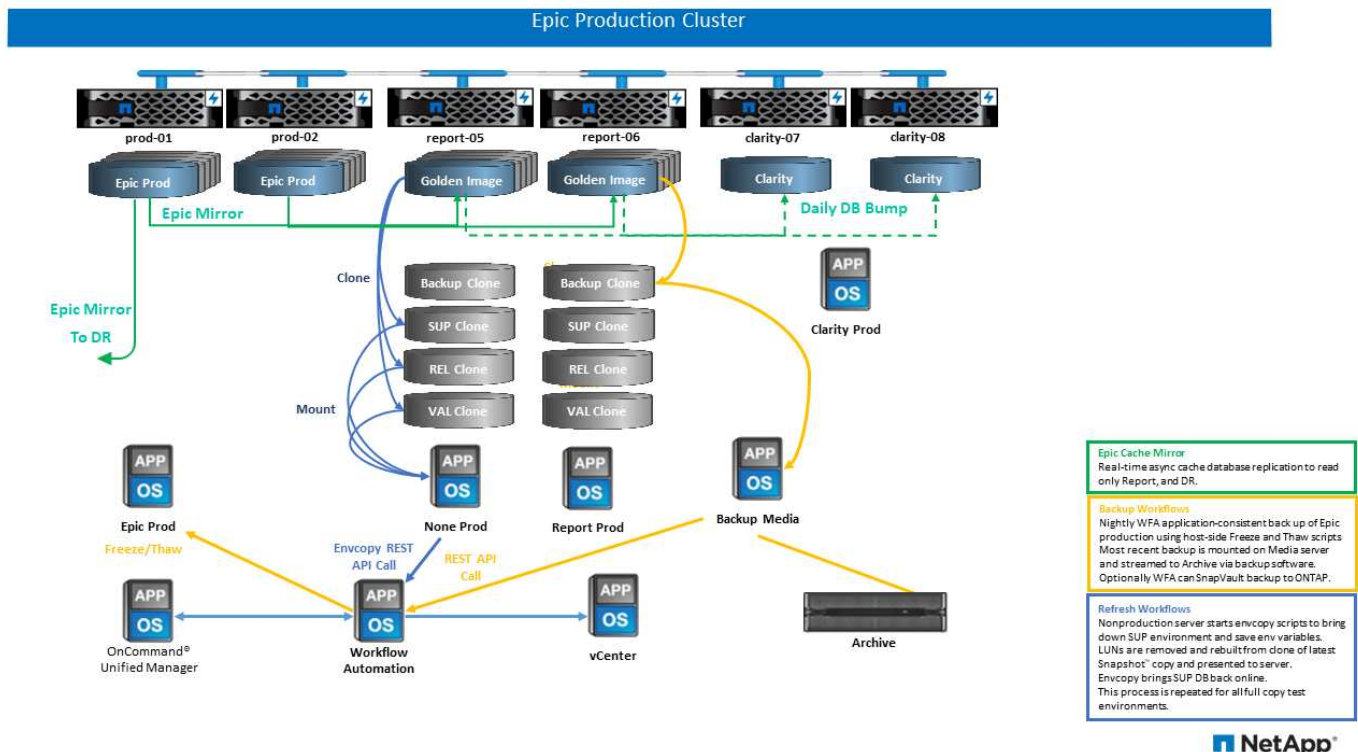 Epic Production Cluster
prod-01
prod-02
report-05
report-06
clarity-07
clarity-08
Epic Prod
Epic Prod
Golden Image
Golden Image
Clarity
Clarity
Epic Mirror
Daily DB Bump
Clone
Backup Clone
Backup Clone
APP
OS
Clarity Prod
Epic Mirror
To DR
SUP Clone
SUP Clone
REL Clone
REL Clone
Mount
VAL Clone
VAL Clone
APP
OS
Epic Prod
APP
OS
None Prod
APP
OS
Report Prod
APP
OS
Backup Media
Freeze/Thaw
Envcopy REST
API Call
REST API
Call
APP
OS
OnCommand®
Unified Manager
APP
OS
Workflow
Automation
APP
OS
vCenter
Archive
Epic Cache Mirror
Real-time async cache database replication to read
only Report, and DR.
Backup Workflows
Nightly WFA application-consistent back up of Epic
production using host-side Freeze and Thaw scripts
Most recent backup is mounted on Media server
and streamed to Archive via backup software.
Optionally WFA can SnapVault backup to ONTAP.
Refresh Workflows
Nonproduction server starts envcopy scripts to bring
down SUP environment and save env variables.
LUNs are removed and rebuilt from clone of latest
Snapshot™ copy and presented to server.
Envcopy brings SUP DB back online.
This process is repeated for all full copy test
environments.
NetApp®